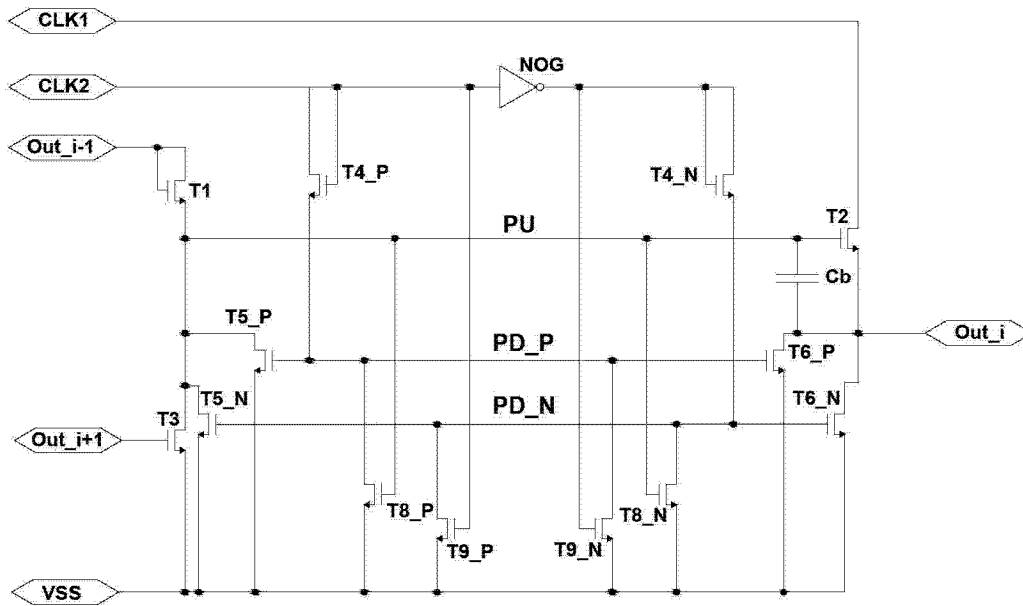 CLK1
CLK2
NOG
Out_i-1
T1
T4_P
T4_N
PU
T2
Cb
T5_P
PD_P
T6_P
Out_i
T5_N
PD_N
T6_N
T3
Out_i+1
T8_P
T8_N
T9_P
T9_N
VSS